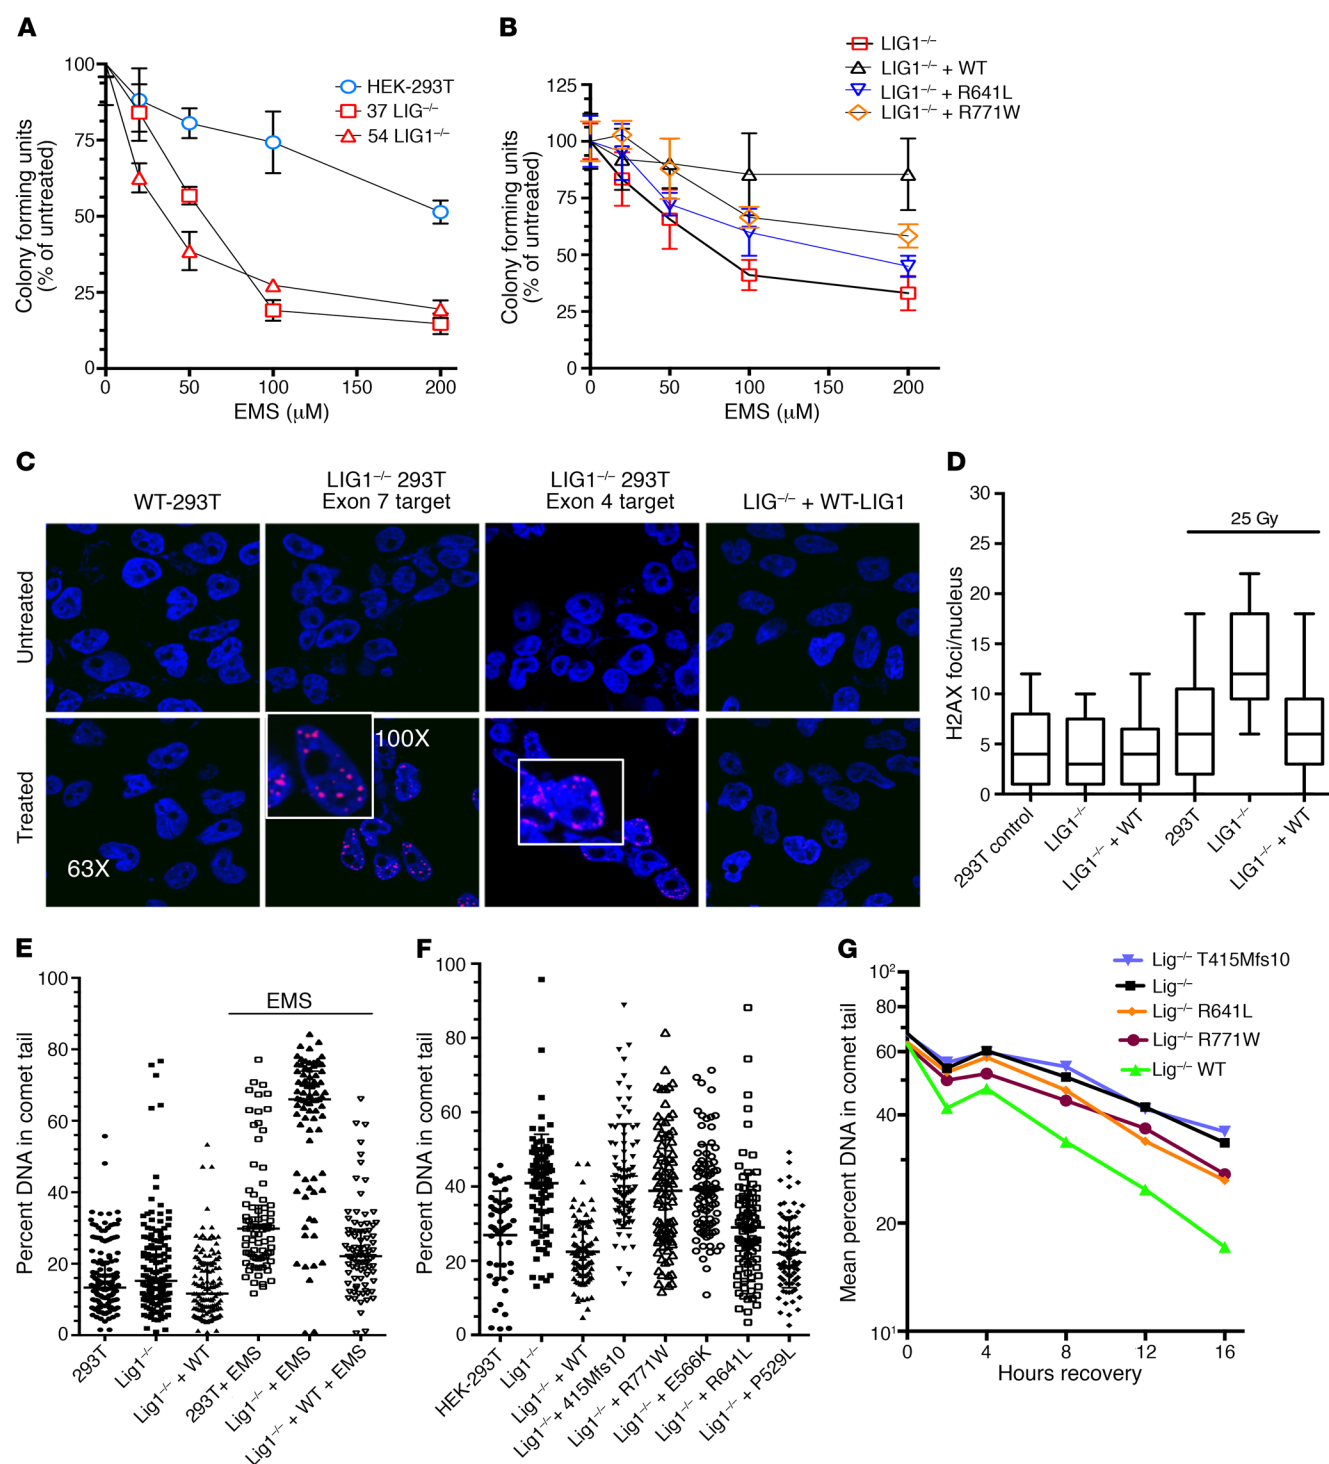 A
100
75
50
25
0
0
50
100
150
200
Colony forming units
(% of untreated)
EMS (μM)
HEK-293T
37 LIG⁻/⁻
54 LIG1⁻/⁻
B
125
100
75
50
25
0
0
50
100
150
200
Colony forming units
(% of untreated)
EMS (μM)
LIG1⁻/⁻
LIG1⁻/⁻ + WT
LIG1⁻/⁻ + R641L
LIG1⁻/⁻ + R771W
C
WT-293T
LIG1⁻/⁻ 293T
Exon 7 target
LIG1⁻/⁻ 293T
Exon 4 target
LIG⁻/⁻ + WT-LIG1
Untreated
Treated
63X
100X
D
30
25
20
15
10
5
0
H2AX foci/nucleus
25 Gy
293T control
LIG1⁻/⁻
LIG1⁻/⁻ + WT
293T
LIG1⁻/⁻
LIG1⁻/⁻ + WT
E
100
80
60
40
20
0
Percent DNA in comet tail
EMS
293T
Lig1⁻/⁻
Lig1⁻/⁻ + WT
293T+ EMS
Lig1⁻/⁻ + EMS
Lig1⁻/⁻ + WT + EMS
F
100
80
60
40
20
0
Percent DNA in comet tail
HEK-293T
Lig1⁻/⁻
Lig1⁻/⁻ + WT
Lig1⁻/⁻ + 415Mfs10
Lig1⁻/⁻ + R771W
Lig1⁻/⁻ + E566K
Lig1⁻/⁻ + R641L
Lig1⁻/⁻ + P529L
G
10²
80
60
40
20
10¹
0
4
8
12
16
Mean percent DNA in comet tail
Hours recovery
Lig⁻/⁻ T415Mfs10
Lig⁻/⁻
Lig⁻/⁻ R641L
Lig⁻/⁻ R771W
Lig⁻/⁻ WT